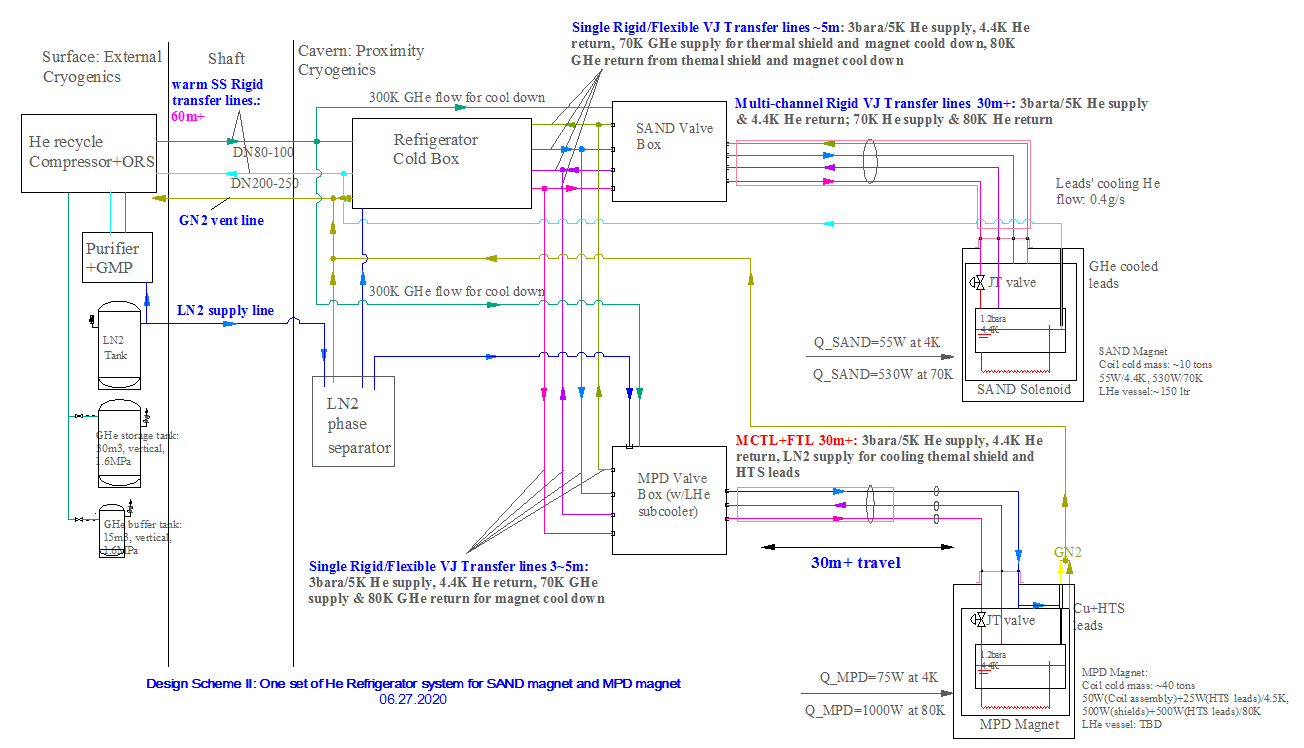 Single Rigid/Flexible VJ Transfer lines ~5m: 3bara/5K He supply, 4.4K He
return, 70K GHe supply for thermal shield and magnet coold down, 80K
GHe return from themal shield and magnet cool down
Surface: External
Cryogenics
Shaft
Cavern: Proximity
Cryogenics
warm SS Rigid
transfer lines.:
60m+
300K GHe flow for cool down
Multi-channel Rigid VJ Transfer lines 30m+: 3barta/5K He supply
& 4.4K He return; 70K He supply & 80K He return
He recycle
Compressor+ORS
DN80-100
DN200-250
Refrigerator
Cold Box
SAND Valve
Box
Leads' cooling He
flow: 0.4g/s
GN2 vent line
Purifier
+GMP
GHe cooled
leads
JT valve
300K GHe flow for cool down
LN2 supply line
LN2
Tank
1.2bara
4.4K
Q_SAND=55W at 4K
Q_SAND=530W at 70K
SAND Solenoid
SAND Magnet
Coil cold mass: ~10 tons
55W/4.4K, 530W/70K
LHe vessel:~150 ltr
LN2
phase
separator
GHe storage tank:
30m3, vertical,
1.6MPa
MCTL+FTL 30m+: 3bara/5K He supply, 4.4K He
return, LN2 supply for cooling themal shield and
HTS leads
MPD Valve
Box (w/LHe
subcooler)
GHe buffer tank:
15m3, vertical,
1.6MPa
30m+ travel
GN2
Single Rigid/Flexible VJ Transfer lines 3~5m:
3bara/5K He supply, 4.4K He return, 70K GHe
supply & 80K GHe return for magnet cool down
Cu+HTS
leads
JT valve
1.2bara
4.4K
Q_MPD=75W at 4K
Q_MPD=1000W at 80K
MPD Magnet
MPD Magnet:
Coil cold mass: ~40 tons
50W(Coil assembly)+25W(HTS leads)/4.5K,
500W(shields)+500W(HTS leads)/80K
LHe vessel: TBD
Design Scheme II: One set of He Refrigerator system for SAND magnet and MPD magnet
06.27.2020